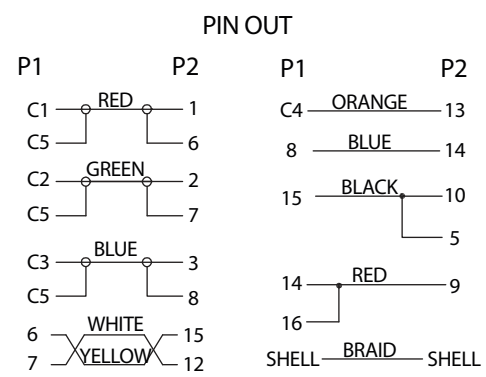 PIN OUT
P1 P2
C1 RED 1
C5 6
C2 GREEN 2
C5 7
C3 BLUE 3
C5 8
6 WHITE 15
7 YELLOW 12
P1 P2
C4 ORANGE 13
8 BLUE 14
15 BLACK 10
5
14 RED 9
16
SHELL BRAID SHELL